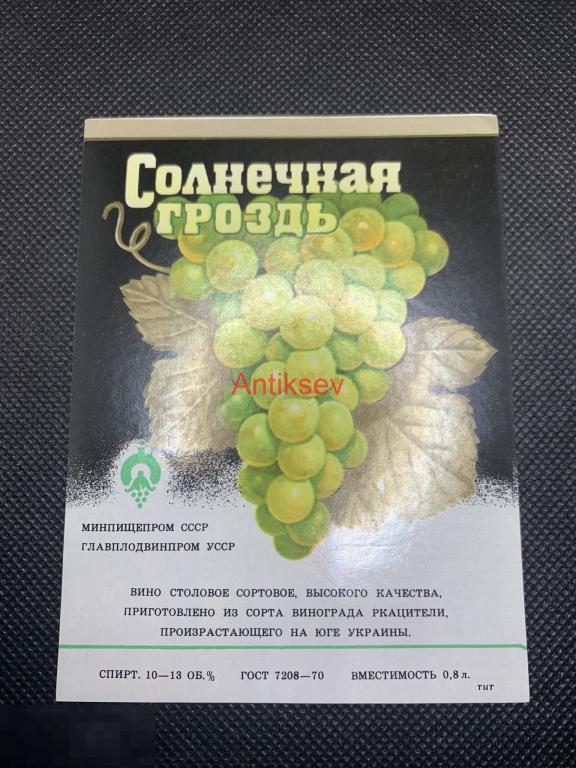 Солнечная
гроздь
Antiksev
МИНПИЩЕПРОМ СССР
ГЛАВПЛОДВИНПРОМ УССР
ВИНО СТОЛОВОЕ СОРТОВОЕ, ВЫСОКОГО КАЧЕСТВА,
ПРИГОТОВЛЕНО ИЗ СОРТА ВИНОГРАДА РКАЦИТЕЛИ,
ПРОИЗРАСТАЮЩЕГО НА ЮГЕ УКРАИНЫ.
СПИРТ. 10—13 ОБ.% ГОСТ 7208—70 ВМЕСТИМОСТЬ 0,8 л.
тит